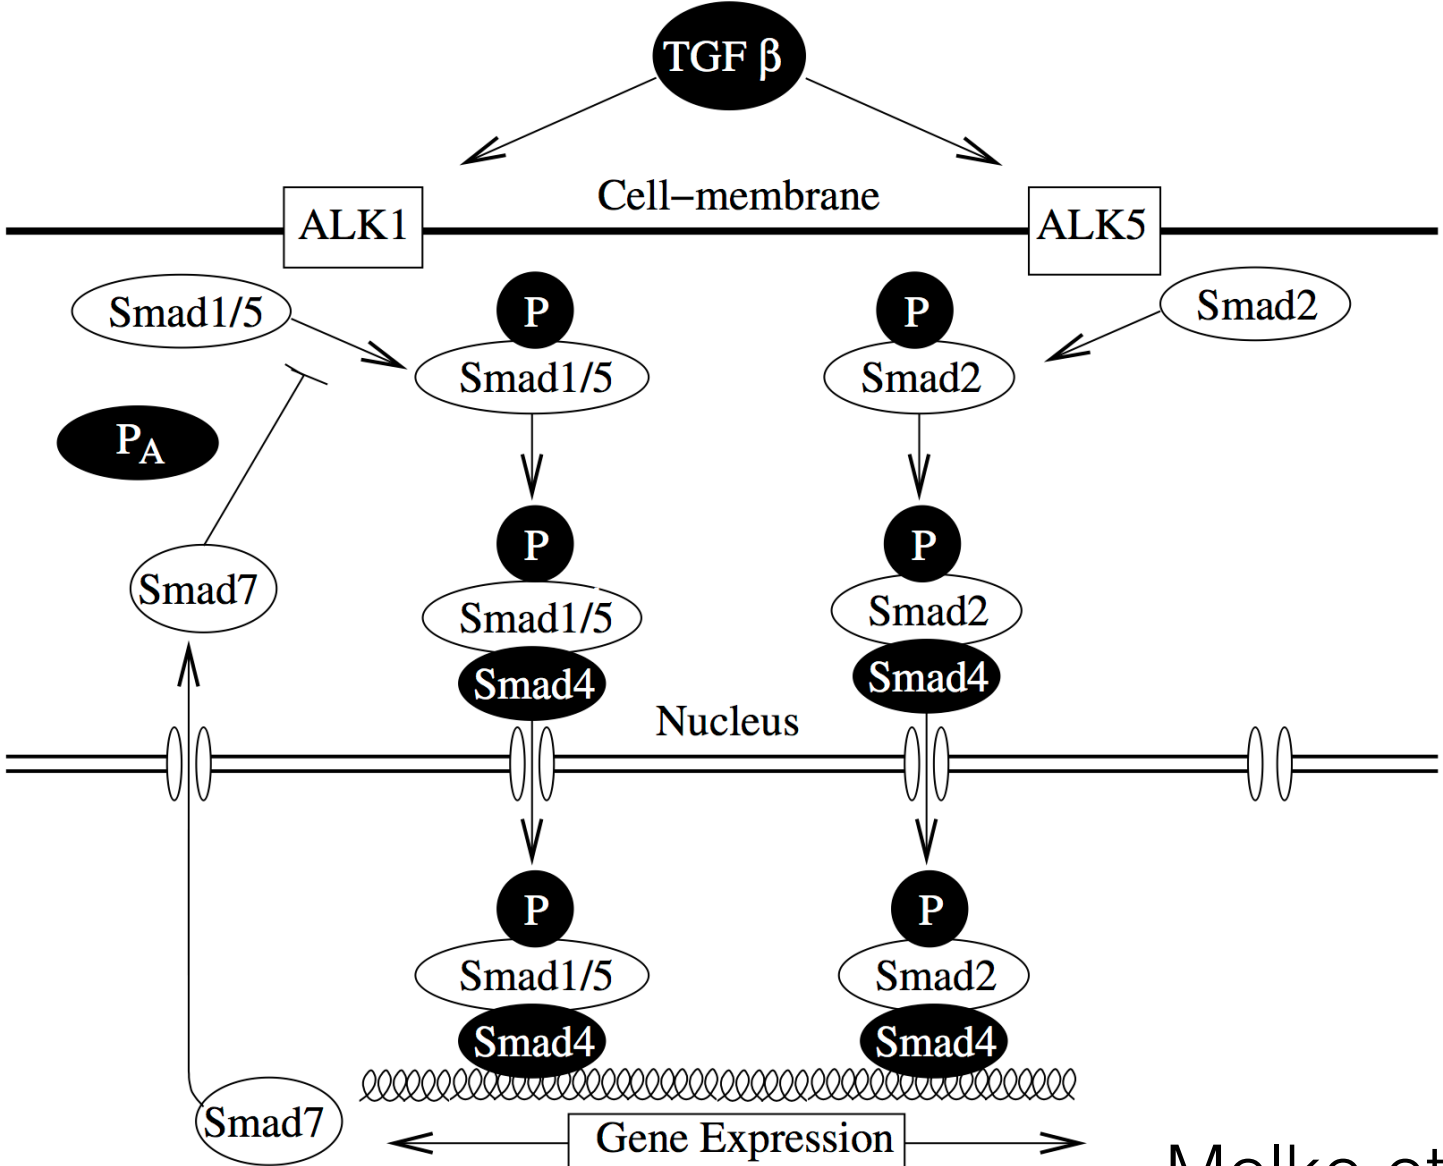 TGF β
Cell–membrane
ALK1
ALK5
Smad1/5
P
P
Smad2
Smad1/5
Smad2
PA
P
P
Smad7
Smad1/5
Smad2
Smad4
Smad4
Nucleus
P
P
Smad1/5
Smad2
Smad4
Smad4
Smad7
Gene Expression